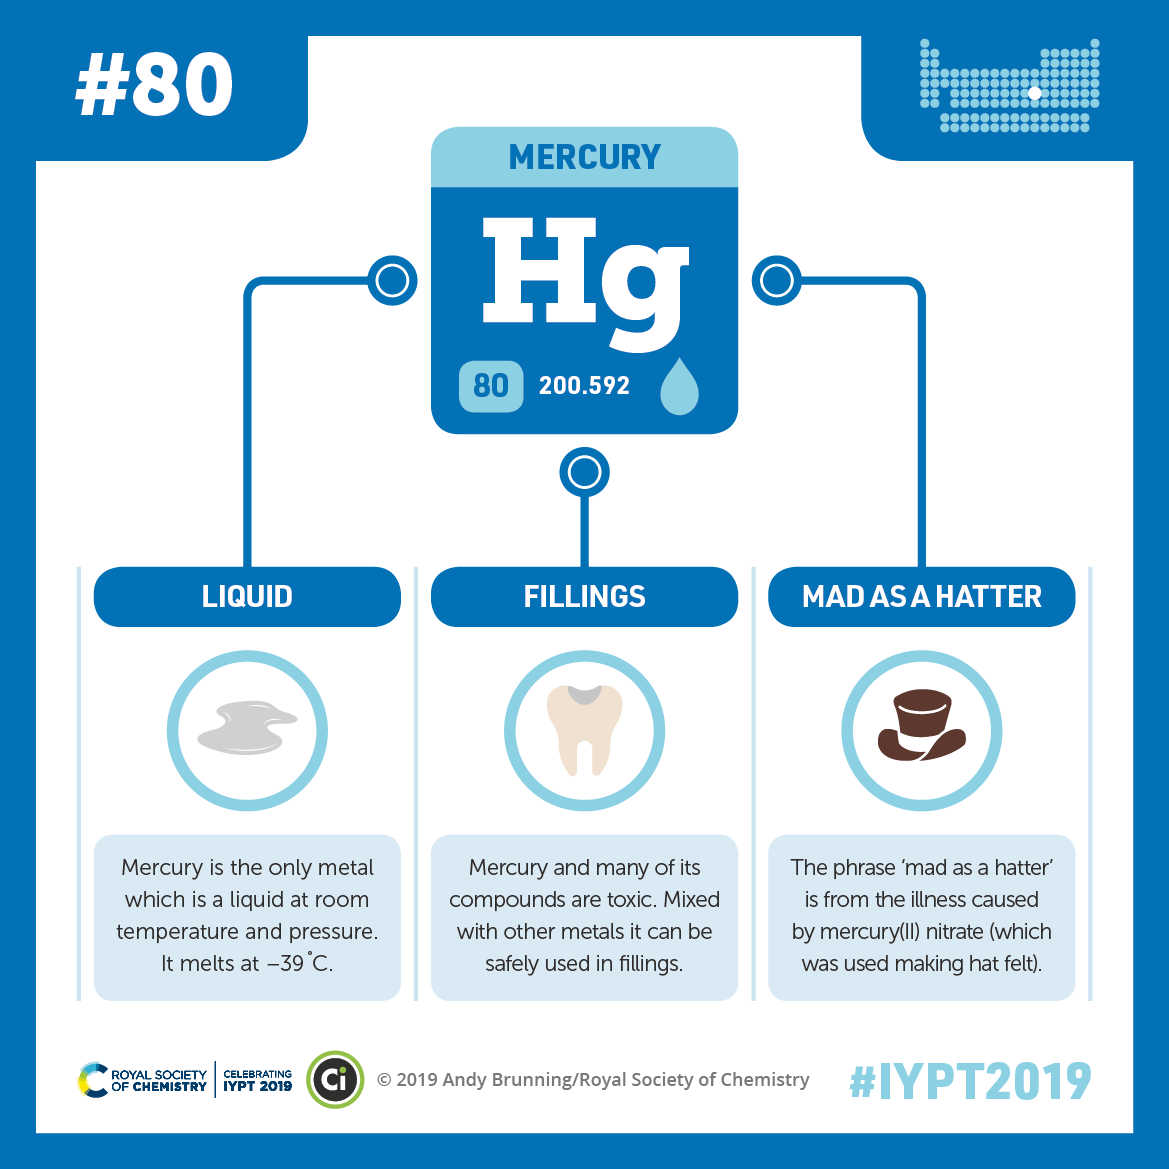 #80
MERCURY
Hg
80 200.592
LIQUID
Mercury is the only metal
which is a liquid at room
temperature and pressure.
It melts at –39˚C.
FILLINGS
Mercury and many of its
compounds are toxic. Mixed
with other metals it can be
safely used in fillings.
MAD AS A HATTER
The phrase ‘mad as a hatter’
is from the illness caused
by mercury(II) nitrate (which
was used making hat felt).
ROYAL SOCIETY
OF CHEMISTRY
CELEBRATING
IYPT 2019
Ci
© 2019 Andy Brunning/Royal Society of Chemistry
#IYPT2019